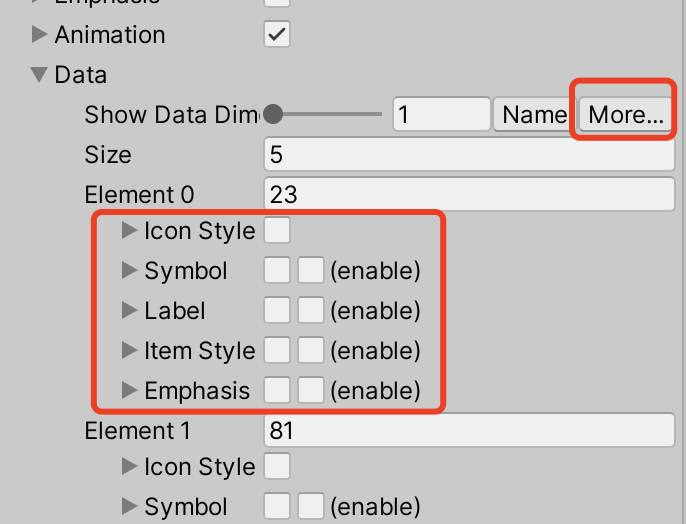 Emphasis
Animation
Data
Show Data Dim 1 Name More...
Size 5
Element 0 23
Icon Style
Symbol (enable)
Label (enable)
Item Style (enable)
Emphasis (enable)
Element 1 81
Icon Style
Symbol (enable)